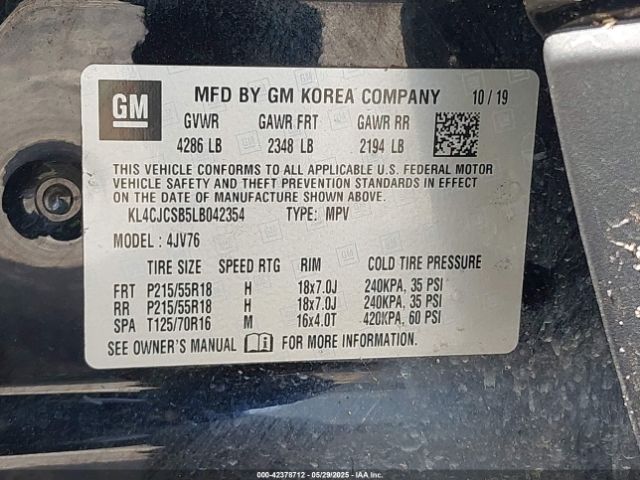 GM
MFD BY GM KOREA COMPANY 10 / 19
GVWR GAWR FRT GAWR RR
4286 LB 2348 LB 2194 LB
THIS VEHICLE CONFORMS TO ALL APPLICABLE U.S. FEDERAL MOTOR
VEHICLE SAFETY AND THEFT PREVENTION STANDARDS IN EFFECT
ON THE DATE OF MANUFACTURE SHOWN ABOVE.
KL4CJCSB5LB042354 TYPE: MPV
MODEL : 4JV76
TIRE SIZE SPEED RTG RIM COLD TIRE PRESSURE
FRT P215/55R18 H 18x7.0J 240KPA, 35 PSI
RR P215/55R18 H 18x7.0J 240KPA, 35 PSI
SPA T125/70R16 M 16x4.0T 420KPA, 60 PSI
SEE OWNER'S MANUAL FOR MORE INFORMATION.
000-42378712 05/29/2025 IAA Inc.